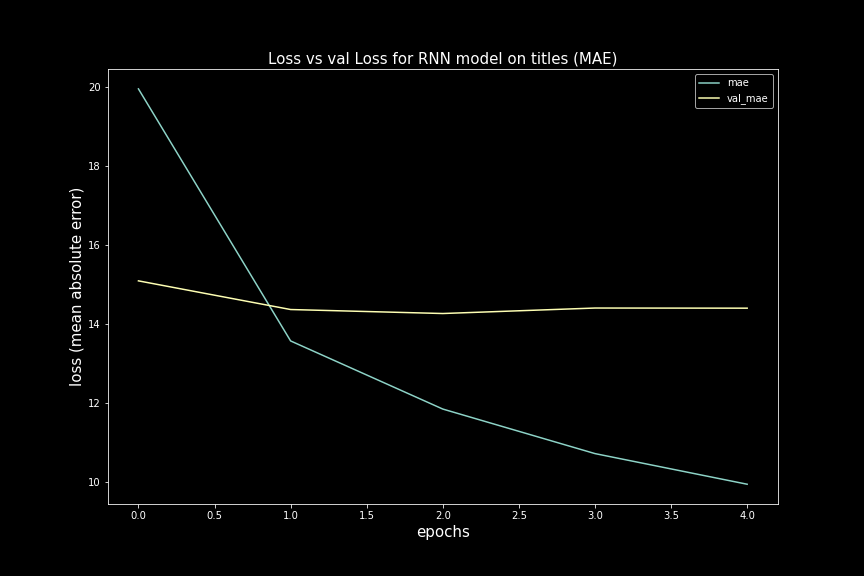 Loss vs val Loss for RNN model on titles (MAE)
mae
val_mae
loss (mean absolute error)
20
18
16
14
12
10
0.0 0.5 1.0 1.5 2.0 2.5 3.0 3.5 4.0
epochs